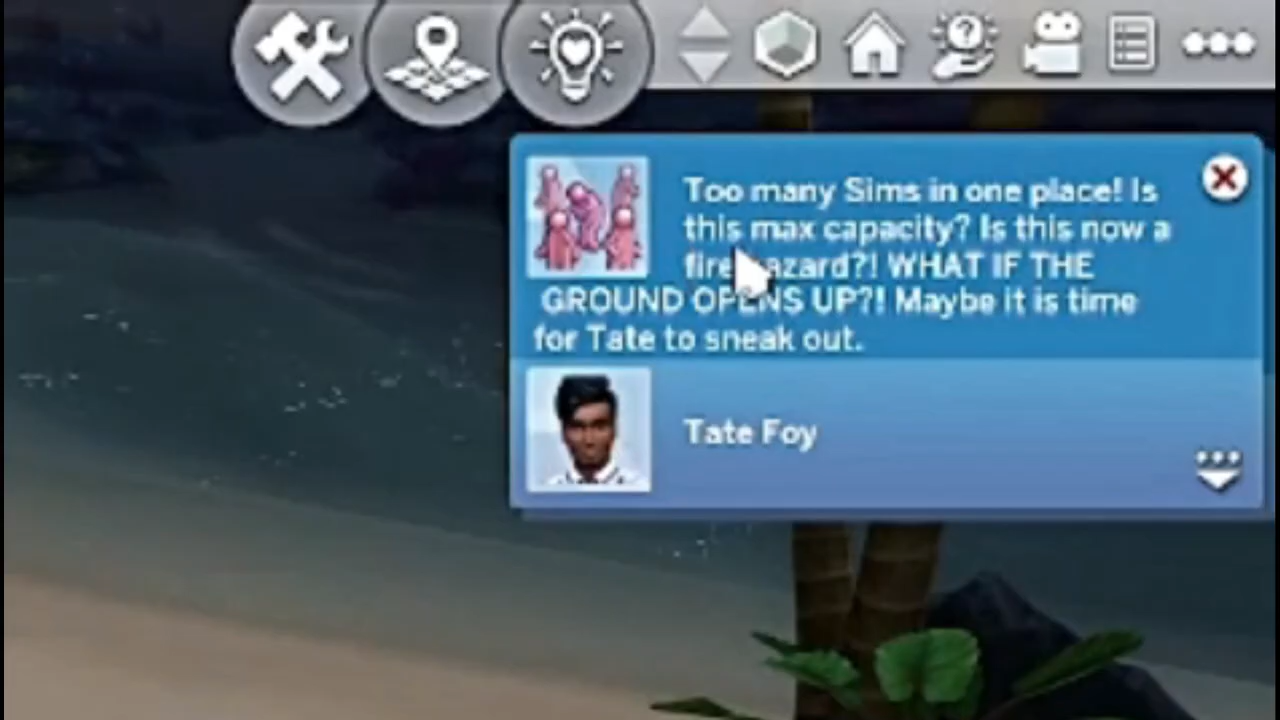 Too many Sims in one place! Is
this max capacity? Is this now a
fire hazard?! WHAT IF THE
GROUND OPENS UP?! Maybe it is time
for Tate to sneak out.
Tate Foy